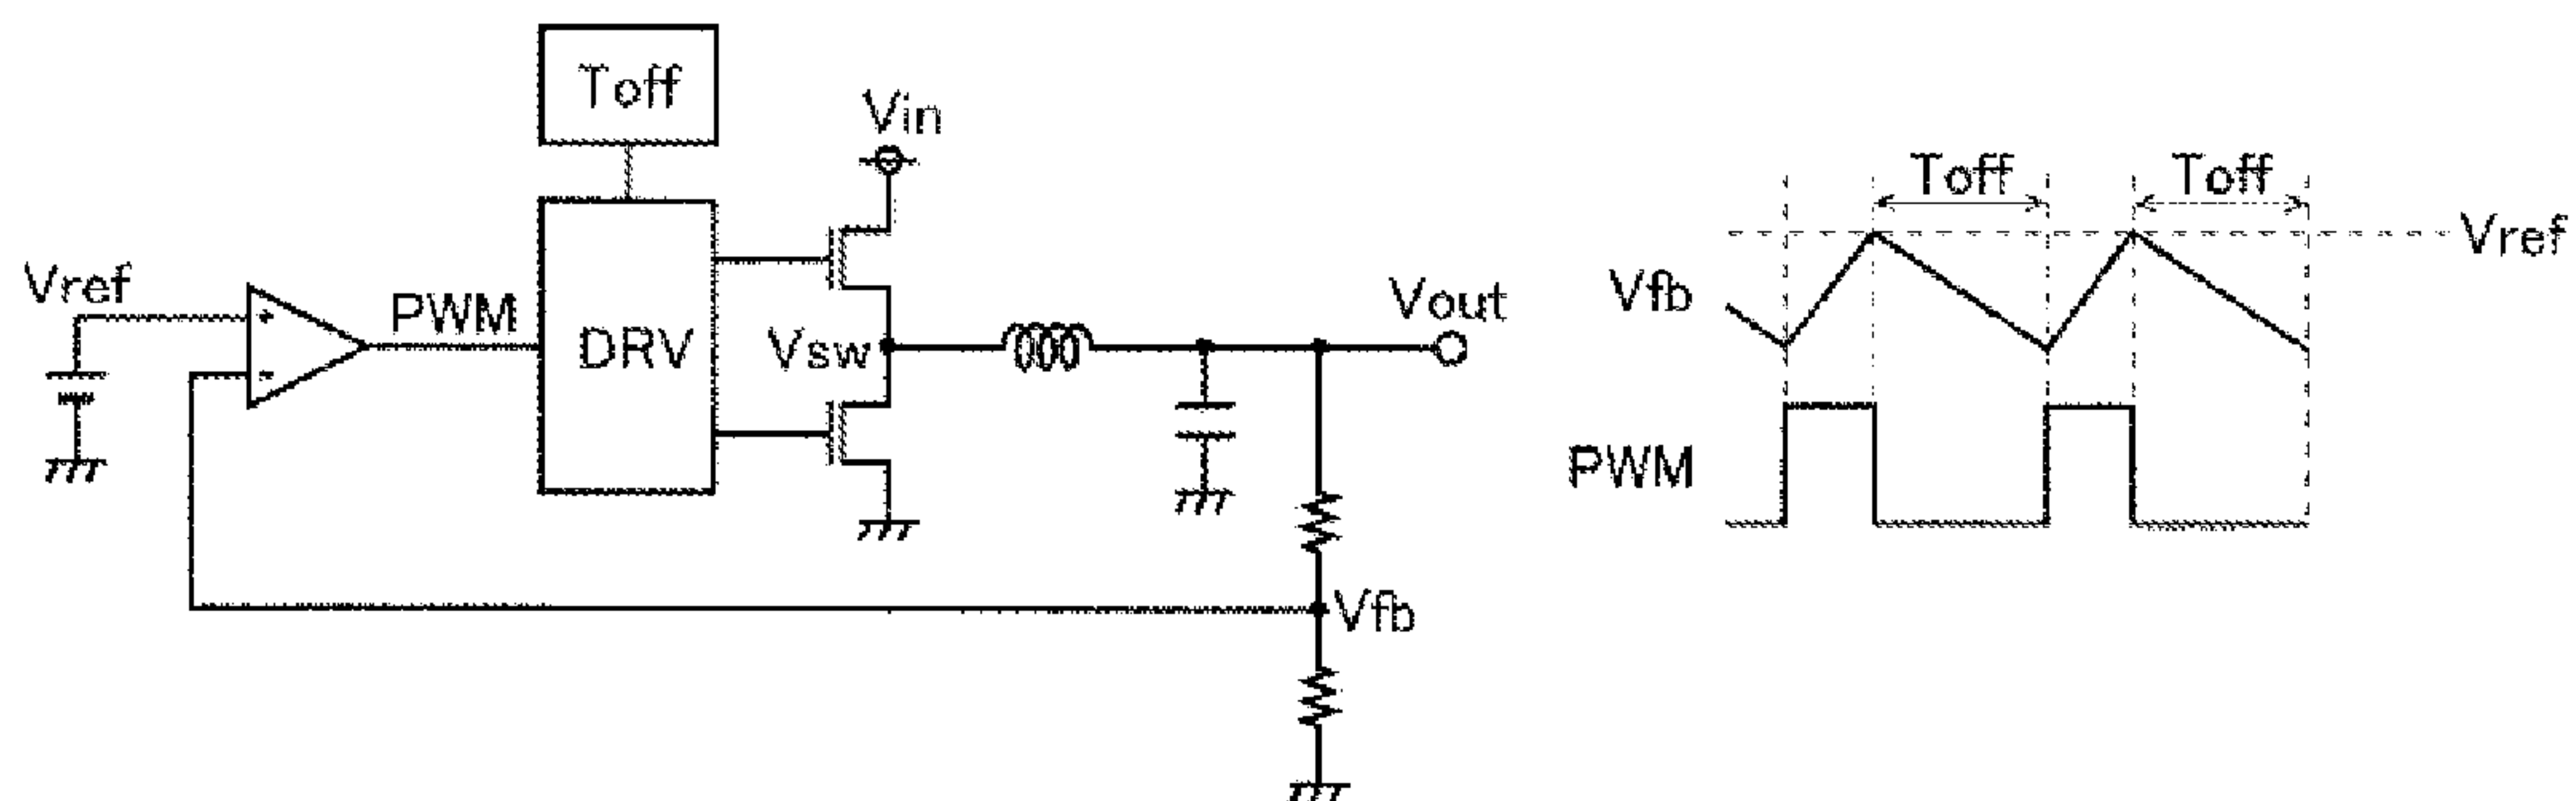 Toff
Vin
Vref
+
PWM
DRV
Vsw
Vout
-
Vfb
Toff
Toff
Vref
Vfb
PWM